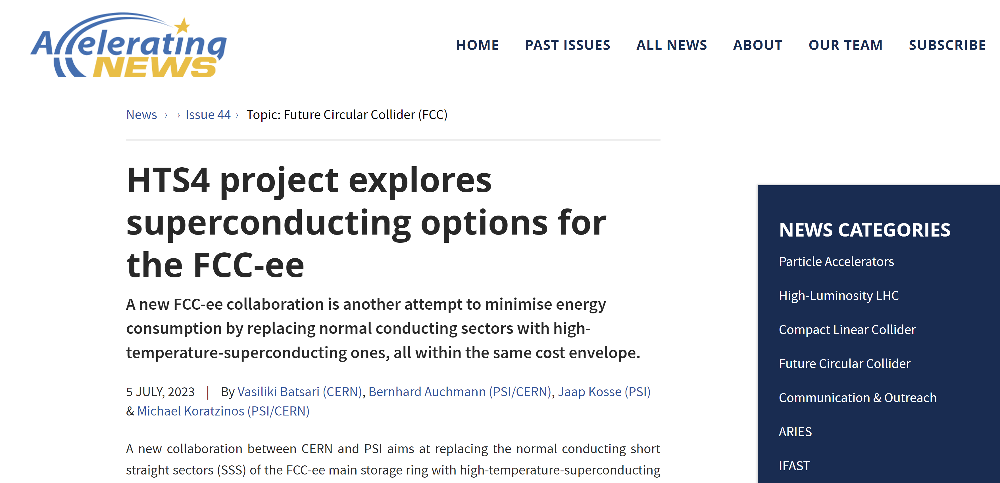 Accelerating
NEWS
HOME PAST ISSUES ALL NEWS ABOUT OUR TEAM SUBSCRIBE
News › › Issue 44 › Topic: Future Circular Collider (FCC)
HTS4 project explores
superconducting options for
the FCC-ee
A new FCC-ee collaboration is another attempt to minimise energy
consumption by replacing normal conducting sectors with high-
temperature-superconducting ones, all within the same cost envelope.
5 JULY, 2023 | By Vasiliki Batsari (CERN), Bernhard Auchmann (PSI/CERN), Jaap Kosse (PSI)
& Michael Koratzinos (PSI/CERN)
A new collaboration between CERN and PSI aims at replacing the normal conducting short
straight sectors (SSS) of the FCC-ee main storage ring with high-temperature-superconducting
NEWS CATEGORIES
Particle Accelerators
High-Luminosity LHC
Compact Linear Collider
Future Circular Collider
Communication & Outreach
ARIES
IFAST